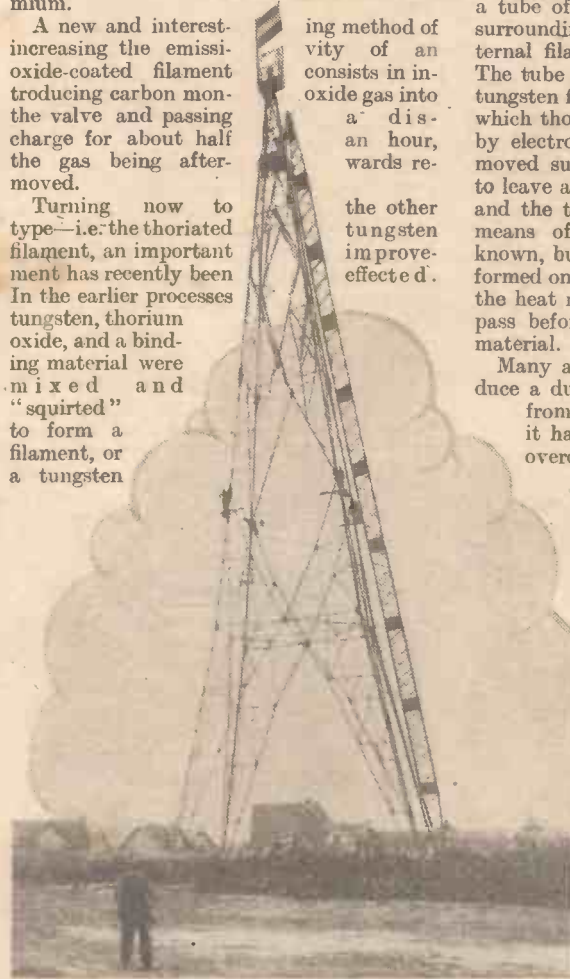 mium.
A new and interest- ing method of
increasing the emissi- vity of an
oxide-coated filament consists in in-
troducing carbon mon- oxide gas into
the valve and passing a dis-
charge for about half an hour,
the gas being after- wards re-
moved.
Turning now to the other
type—i.e. the thoriated tungsten
filament, an important improve-
ment has recently been effected.
In the earlier processes
tungsten, thorium
oxide, and a bind-
ing material were
mixed and
“squirted”
to form a
filament, or
a tungsten
a tube of
surroundi
ternal fila
The tube
tungsten f
which tho
by electro
moved su
to leave a
and the t
means of
known, bu
formed on
the heat
pass befo
material.
Many a
duce a du
from
it ha
overc